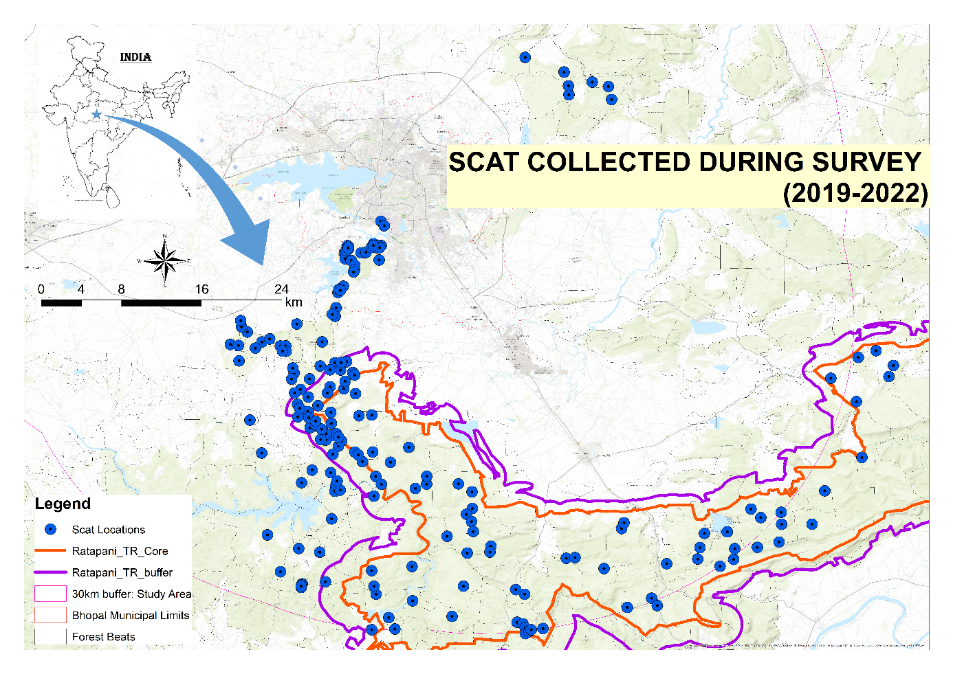 INDIA
SCAT COLLECTED DURING SURVEY
(2019-2022)
N
W
E
S
0 4 8 16 24
km
Legend
Scat Locations
Ratapani_TR_Core
Ratapani_TR_buffer
30km buffer: Study Area
Bhopal Municipal Limits
Forest Beats